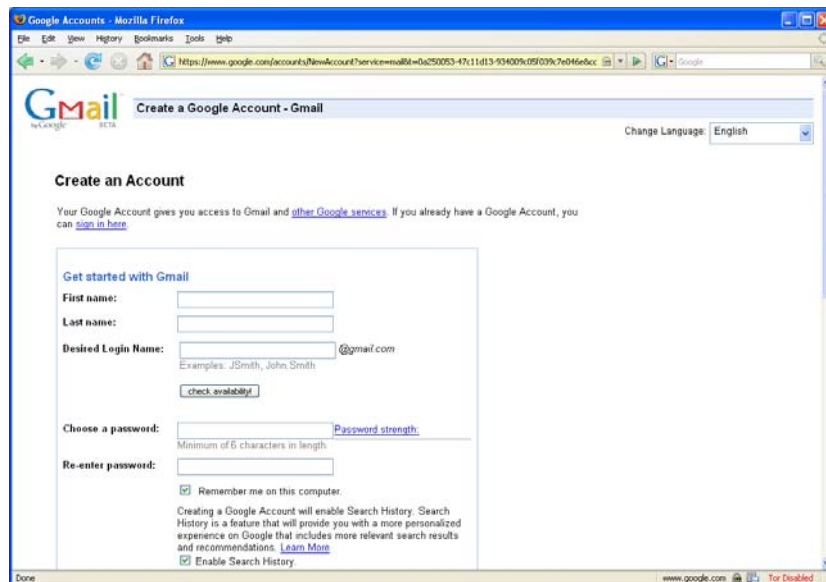 Google Accounts - Mozilla Firefox
File Edit View History Bookmarks Tools Help
G Google
Gmail
by Google BETA
Create a Google Account - Gmail
Change Language: English
Create an Account
Your Google Account gives you access to Gmail and other Google services. If you already have a Google Account, you
can sign in here.
Get started with Gmail
First name:
Last name:
Desired Login Name: @gmail.com
Examples: JSmith, John.Smith
check availability!
Choose a password: Password strength:
Minimum of 6 characters in length
Re-enter password:
Remember me on this computer.
Creating a Google Account will enable Search History. Search
History is a feature that will provide you with a more personalized
experience on Google that includes more relevant search results
and recommendations. Learn More
Enable Search History.
Done www.google.com Tor Disabled